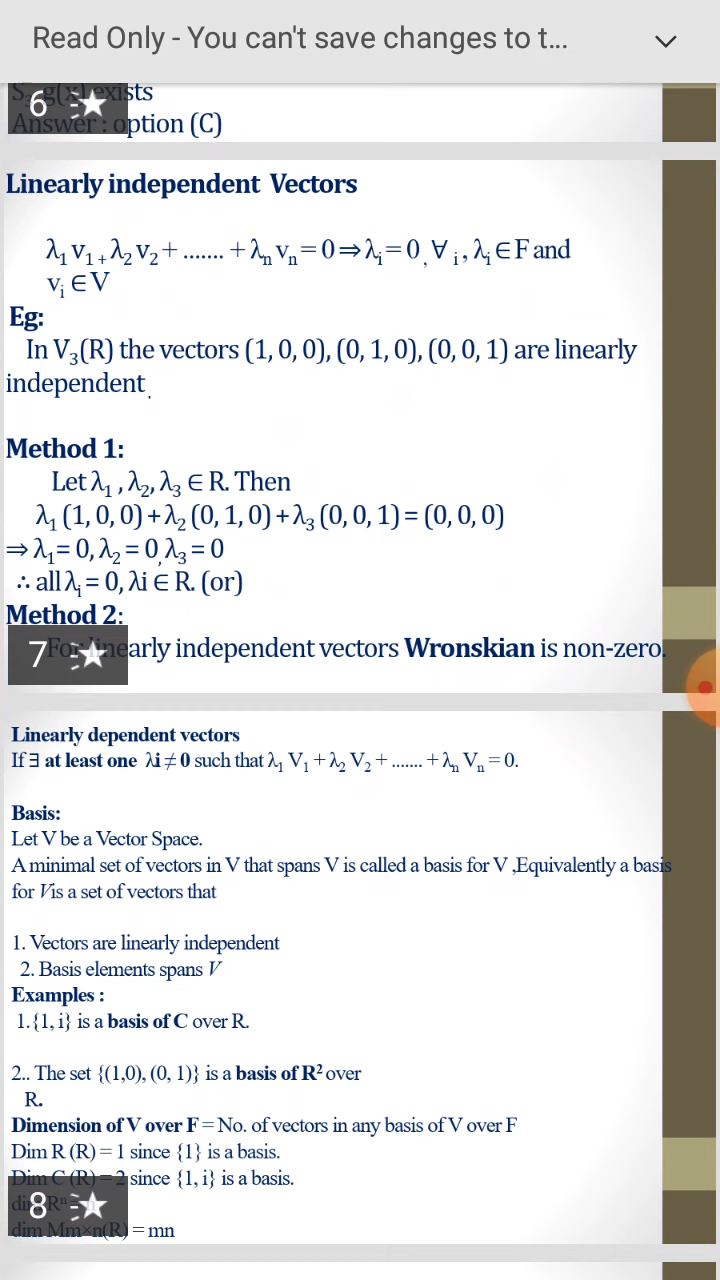 Read Only - You can't save changes to t...
S g(x) exists
6
Answer : option (C)
Linearly independent Vectors
λ₁ v₁ ₊ λ₂ v₂ + ....... + λₙ vₙ = 0 ⇒ λᵢ = 0 , ∀ ᵢ , λᵢ ∈ F and
vᵢ ∈ V
Eg:
In V₃(R) the vectors (1, 0, 0), (0, 1, 0), (0, 0, 1) are linearly
independent .
Method 1:
Let λ₁ , λ₂, λ₃ ∈ R. Then
λ₁ (1, 0, 0) + λ₂ (0, 1, 0) + λ₃ (0, 0, 1) = (0, 0, 0)
⇒ λ₁ = 0, λ₂ = 0, λ₃ = 0
∴ all λᵢ = 0, λi ∈ R. (or)
Method 2:
7
For linearly independent vectors Wronskian is non-zero.
Linearly dependent vectors
If ∃ at least one λi ≠ 0 such that λ₁ V₁ + λ₂ V₂ + ....... + λₙ Vₙ = 0.
Basis:
Let V be a Vector Space.
A minimal set of vectors in V that spans V is called a basis for V ,Equivalently a basis
for Vis a set of vectors that
1. Vectors are linearly independent
2. Basis elements spans V
Examples :
1.{1, i} is a basis of C over R.
2.. The set {(1,0), (0, 1)} is a basis of R² over
R.
Dimension of V over F = No. of vectors in any basis of V over F
Dim R (R) = 1 since {1} is a basis.
Dim C (R) = 2 since {1, i} is a basis.
8
dim Rⁿ =
dim Mm×n(R) = mn